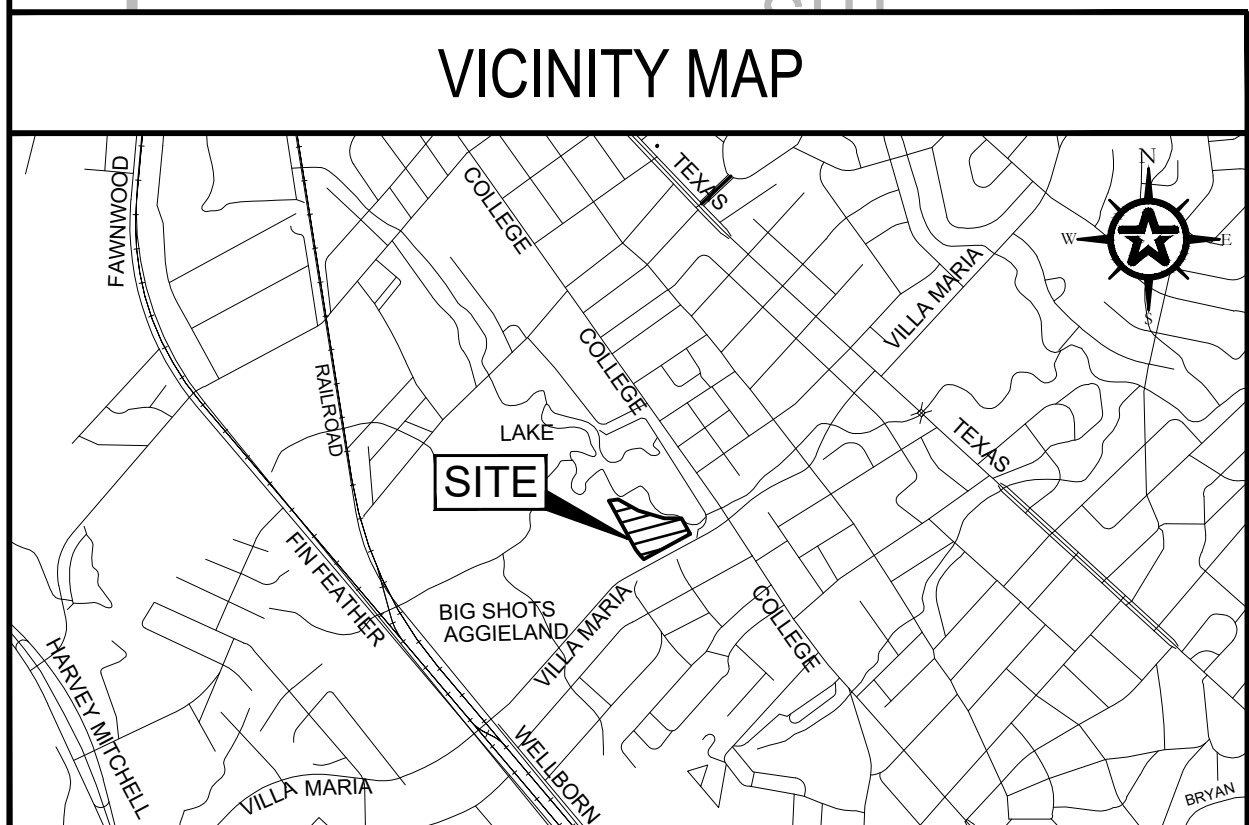 VICINITY MAP
FAWNWOOD
COLLEGE
TEXAS
N
W
E
S
VILLA MARIA
RAILROAD
COLLEGE
LAKE
TEXAS
SITE
FIN FEATHER
BIG SHOTS
AGGIELAND
VILLA MARIA
COLLEGE
HARVEY MITCHELL
WELLBORN
VILLA MARIA
BRYAN